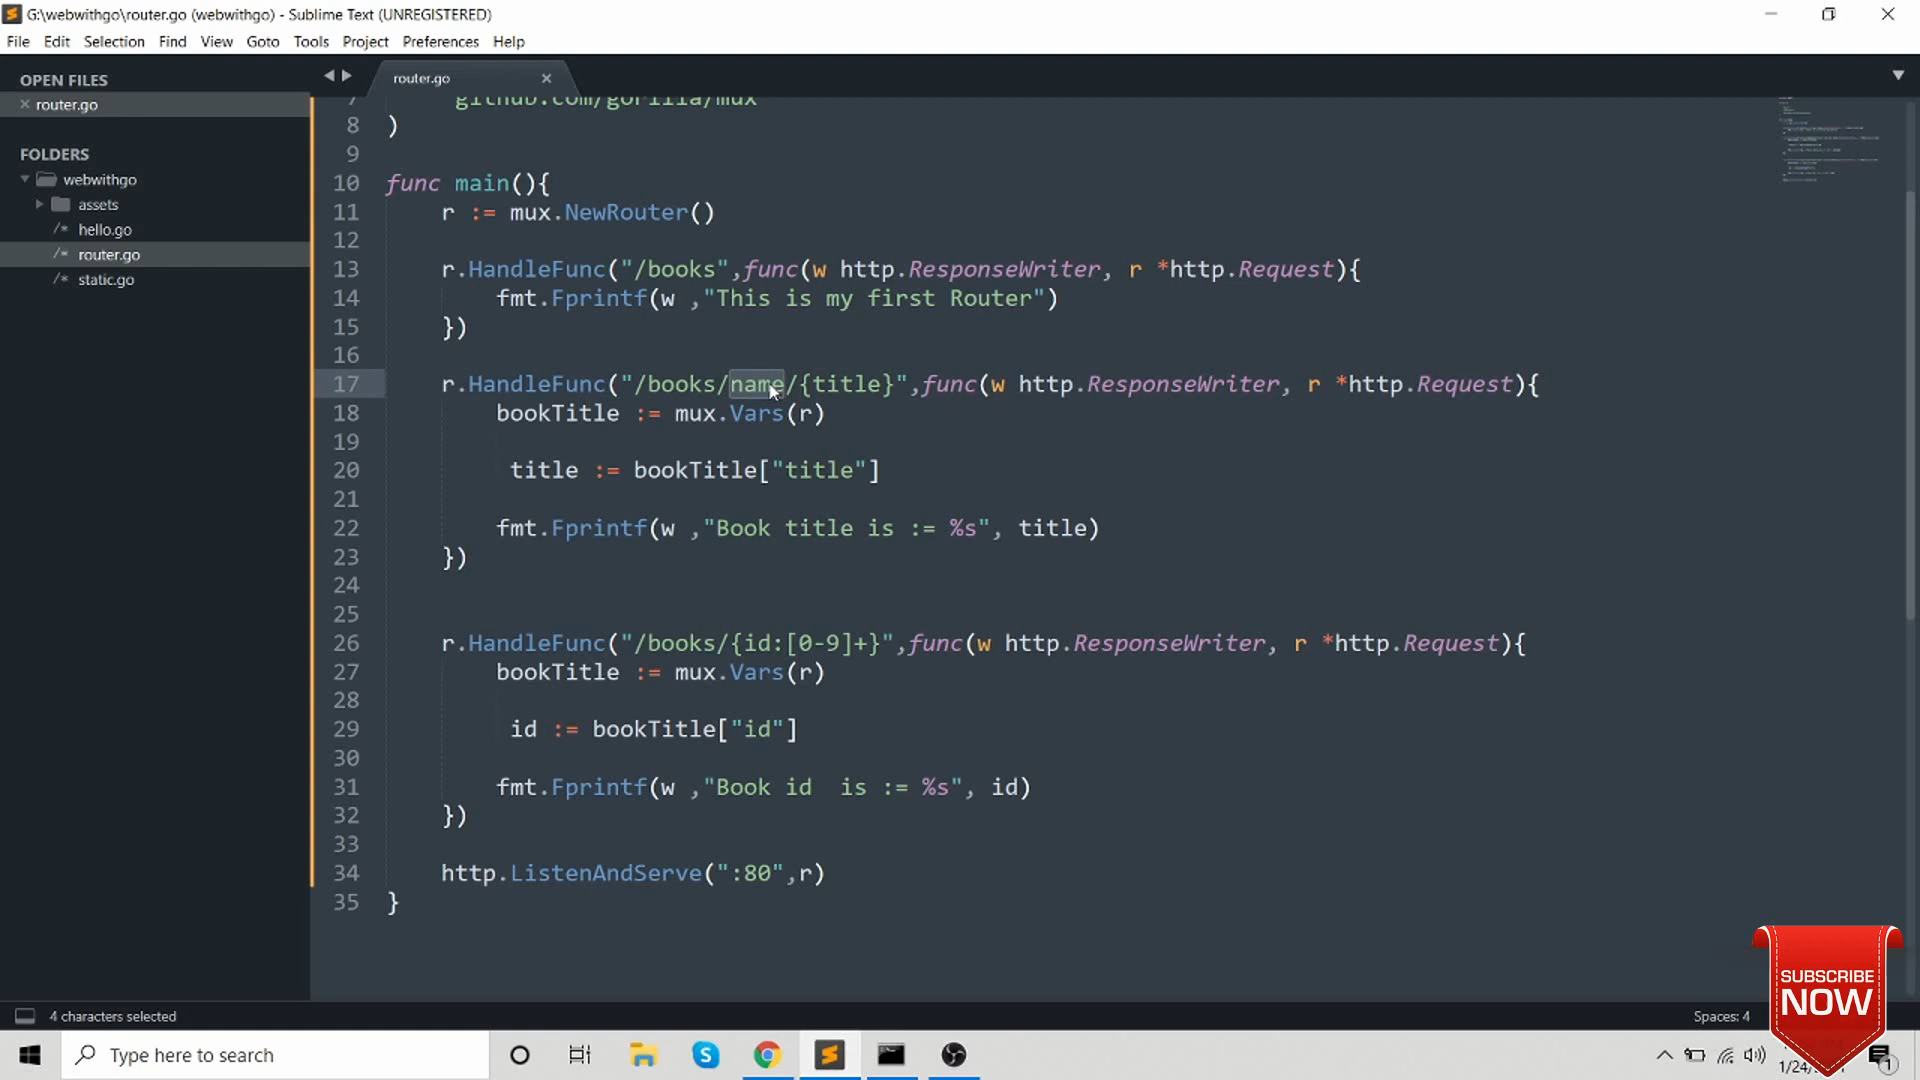 G:\webwithgo\router.go (webwithgo) - Sublime Text (UNREGISTERED)
File Edit Selection Find View Goto Tools Project Preferences Help
OPEN FILES
router.go
FOLDERS
webwithgo
assets
hello.go
router.go
static.go
router.go
7 "github.com/gorilla/mux"
8 )
9
10 func main(){
11 r := mux.NewRouter()
12
13 r.HandleFunc("/books",func(w http.ResponseWriter, r *http.Request){
14 fmt.Fprintf(w ,"This is my first Router")
15 })
16
17 r.HandleFunc("/books/name/{title}",func(w http.ResponseWriter, r *http.Request){
18 bookTitle := mux.Vars(r)
19
20 title := bookTitle["title"]
21
22 fmt.Fprintf(w ,"Book title is := %s", title)
23 })
24
25
26 r.HandleFunc("/books/{id:[0-9]+}",func(w http.ResponseWriter, r *http.Request){
27 bookTitle := mux.Vars(r)
28
29 id := bookTitle["id"]
30
31 fmt.Fprintf(w ,"Book id  is := %s", id)
32 })
33
34 http.ListenAndServe(":80",r)
35 }
4 characters selected
Spaces: 4
SUBSCRIBE
NOW
Type here to search
1